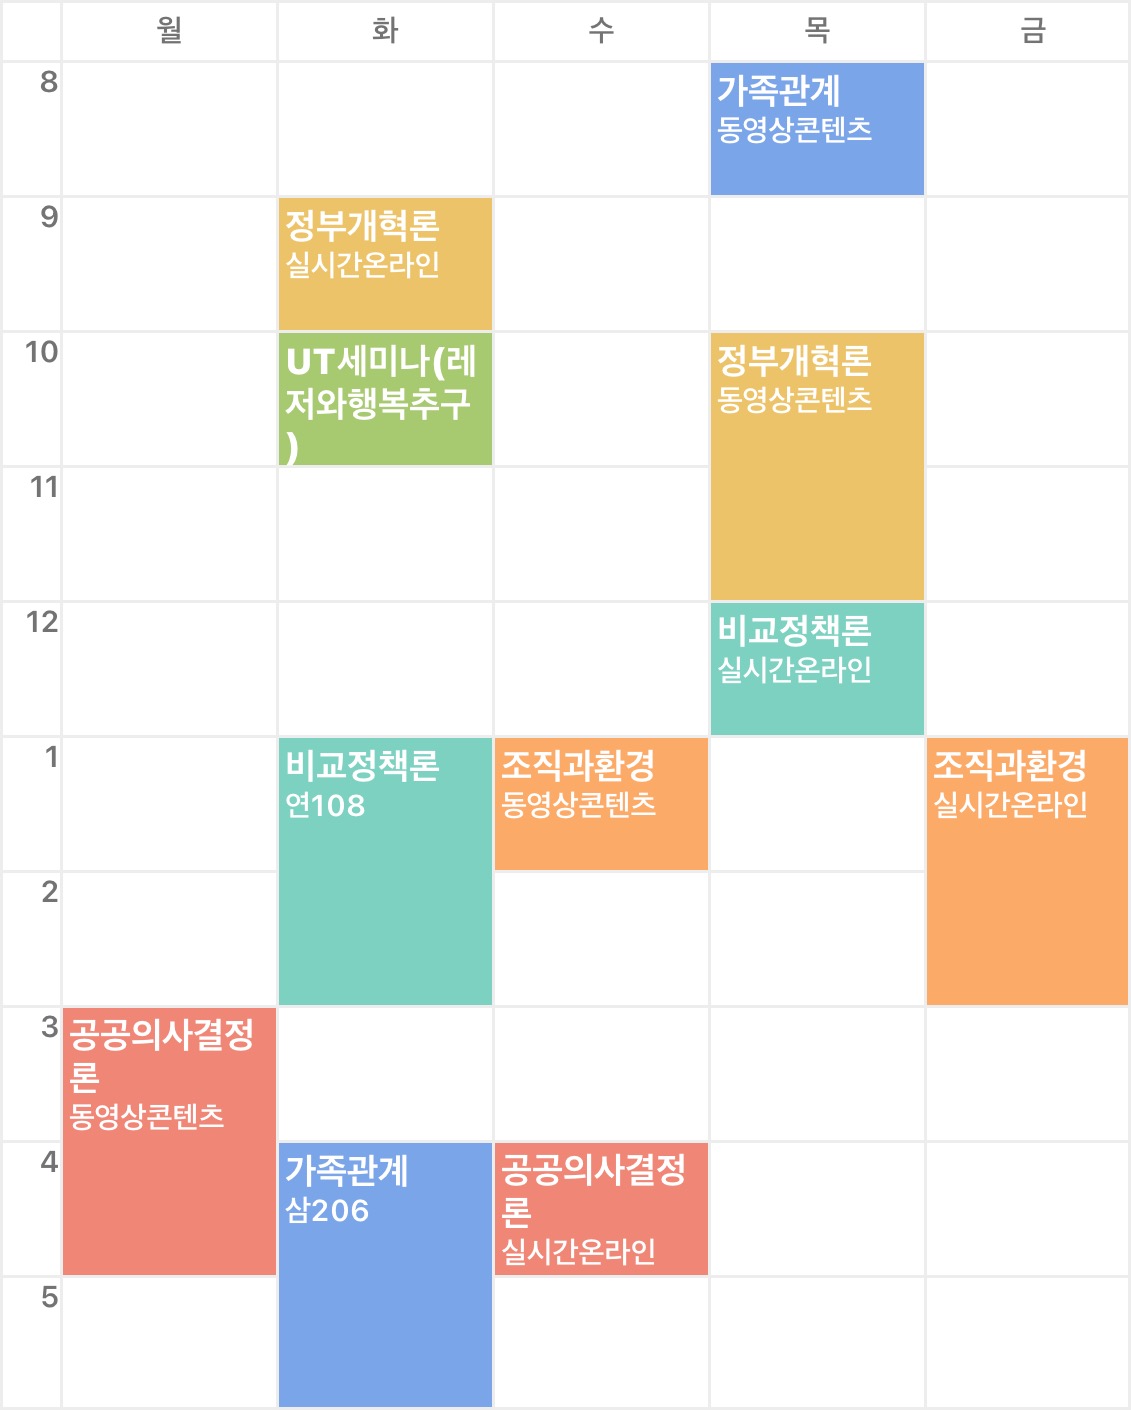 월 화 수 목 금
8
가족관계
동영상콘텐츠
9
정부개혁론
실시간온라인
10
UT세미나(레
저와행복추구
)
정부개혁론
동영상콘텐츠
11
12
비교정책론
실시간온라인
1
비교정책론
연108
조직과환경
동영상콘텐츠
조직과환경
실시간온라인
2
3
공공의사결정
론
동영상콘텐츠
4
가족관계
삼206
공공의사결정
론
실시간온라인
5